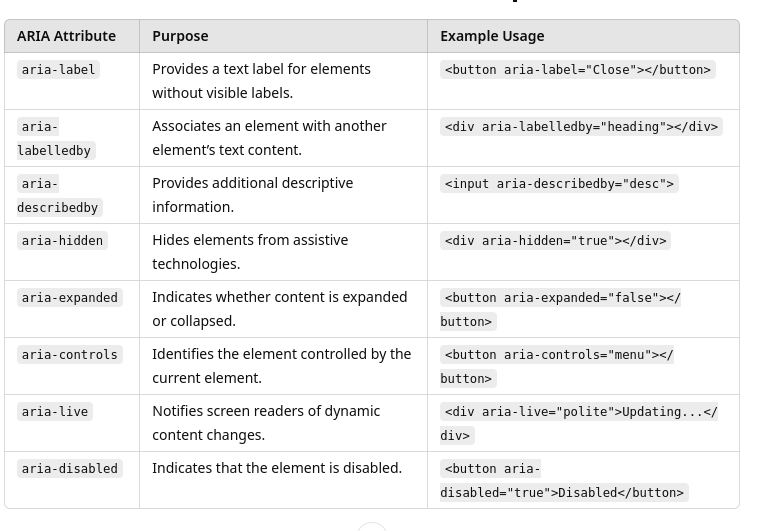 ARIA Attribute Purpose Example Usage
aria-label Provides a text label for elements <button aria-label="Close"></button>
without visible labels.
aria- Associates an element with another <div aria-labelledby="heading"></div>
labelledby element’s text content.
aria- Provides additional descriptive <input aria-describedby="desc">
describedby information.
aria-hidden Hides elements from assistive <div aria-hidden="true"></div>
technologies.
aria-expanded Indicates whether content is expanded <button aria-expanded="false"></
or collapsed. button>
aria-controls Identifies the element controlled by the <button aria-controls="menu"></
current element. button>
aria-live Notifies screen readers of dynamic <div aria-live="polite">Updating...</
content changes. div>
aria-disabled Indicates that the element is disabled. <button aria-
disabled="true">Disabled</button>